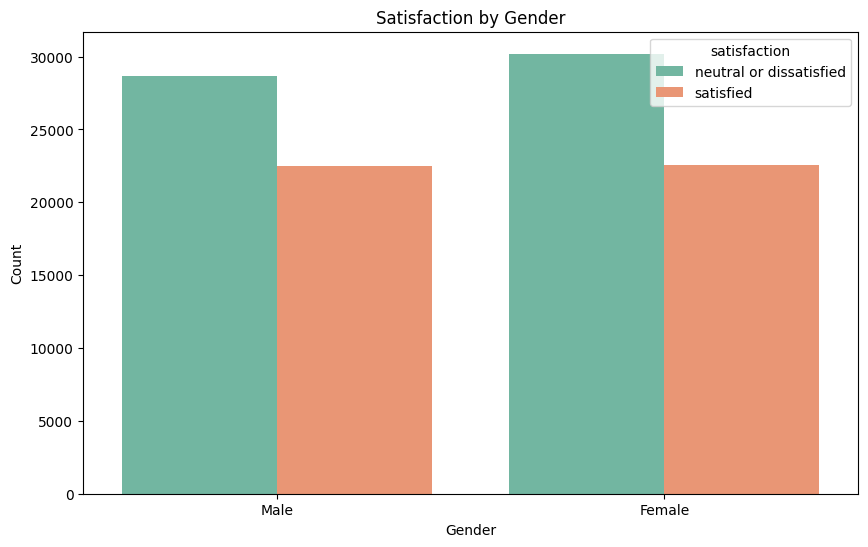 Satisfaction by Gender
satisfaction
neutral or dissatisfied
satisfied
30000
25000
20000
15000
10000
5000
0
Count
Male
Female
Gender